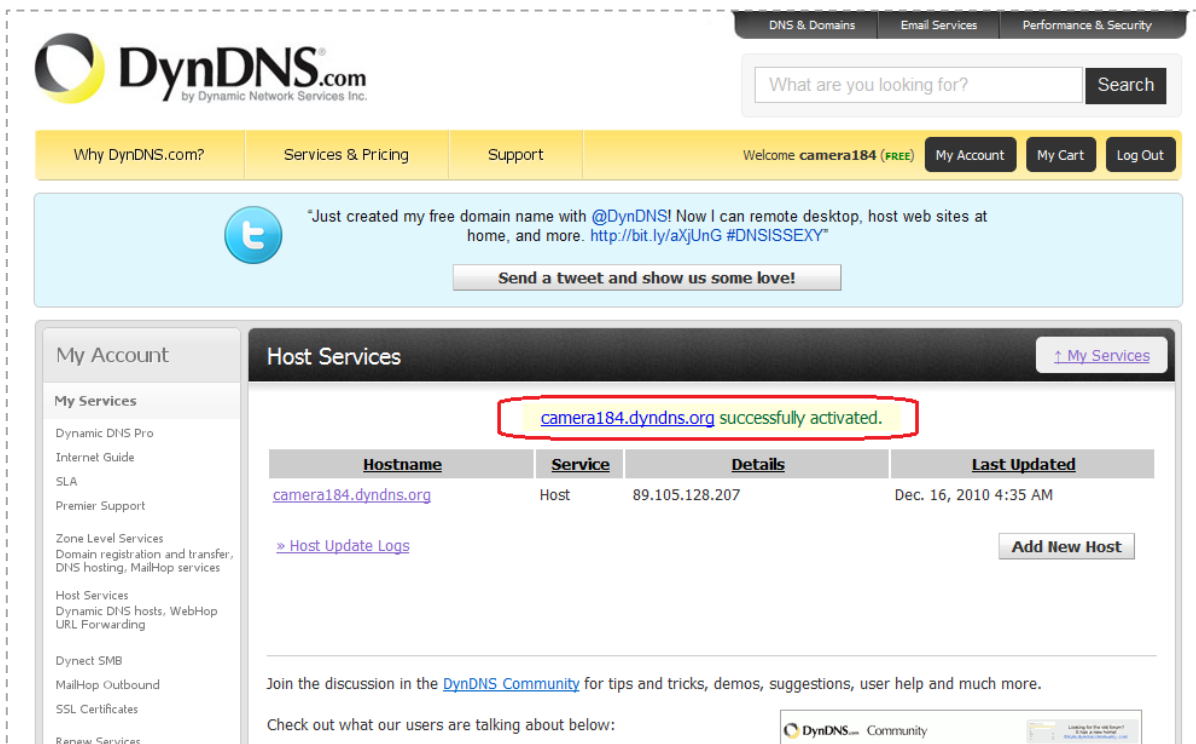 DNS & Domains Email Services Performance & Security
DynDNS.com
by Dynamic Network Services Inc.
What are you looking for? Search
Why DynDNS.com? Services & Pricing Support Welcome camera184 (FREE) My Account My Cart Log Out
“Just created my free domain name with @DynDNS! Now I can remote desktop, host web sites at
home, and more. http://bit.ly/aXjUnG #DNSISSEXY”
Send a tweet and show us some love!
My Account
My Services
Dynamic DNS Pro
Internet Guide
SLA
Premier Support
Zone Level Services
Domain registration and transfer,
DNS hosting, MailHop services
Host Services
Dynamic DNS hosts, WebHop
URL Forwarding
Dynect SMB
MailHop Outbound
SSL Certificates
Renew Services
Host Services ↑ My Services
camera184.dyndns.org successfully activated.
Hostname Service Details Last Updated
camera184.dyndns.org Host 89.105.128.207 Dec. 16, 2010 4:35 AM
» Host Update Logs Add New Host
Join the discussion in the DynDNS Community for tips and tricks, demos, suggestions, user help and much more.
Check out what our users are talking about below:
DynDNS.com Community